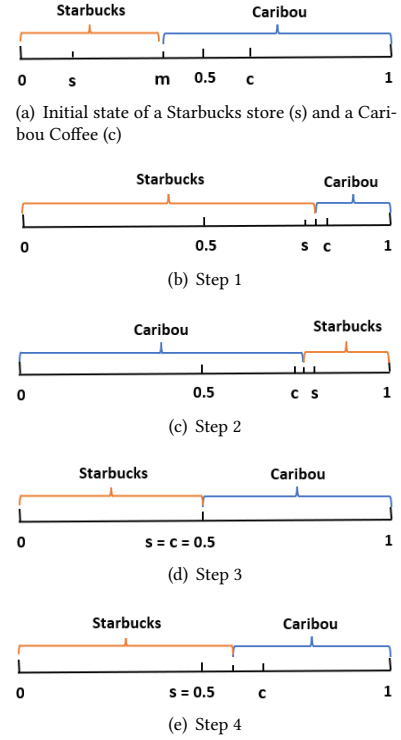 Starbucks Caribou
0 s m 0.5 c 1
(a) Initial state of a Starbucks store (s) and a Cari-
bou Coffee (c)
Starbucks Caribou
0 0.5 s c 1
(b) Step 1
Caribou Starbucks
0 0.5 c s 1
(c) Step 2
Starbucks Caribou
0 s = c = 0.5 1
(d) Step 3
Starbucks Caribou
0 s = 0.5 c 1
(e) Step 4